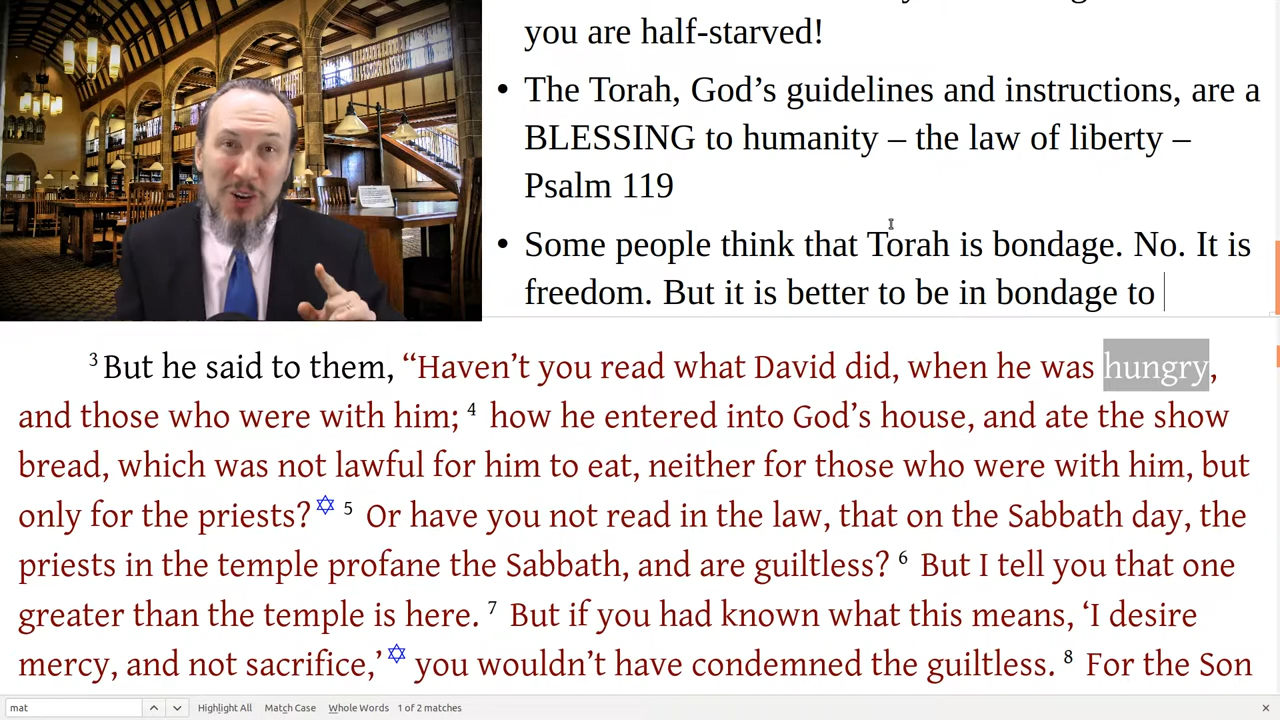 you are half-starved!
• The Torah, God’s guidelines and instructions, are a
BLESSING to humanity – the law of liberty –
Psalm 119
• Some people think that Torah is bondage. No. It is
freedom. But it is better to be in bondage to
3 But he said to them, “Haven’t you read what David did, when he was hungry,
and those who were with him; 4 how he entered into God’s house, and ate the show
bread, which was not lawful for him to eat, neither for those who were with him, but
only for the priests?✡ 5 Or have you not read in the law, that on the Sabbath day, the
priests in the temple profane the Sabbath, and are guiltless? 6 But I tell you that one
greater than the temple is here. 7 But if you had known what this means, ‘I desire
mercy, and not sacrifice,’✡ you wouldn’t have condemned the guiltless. 8 For the Son
mat Highlight All Match Case Whole Words 1 of 2 matches